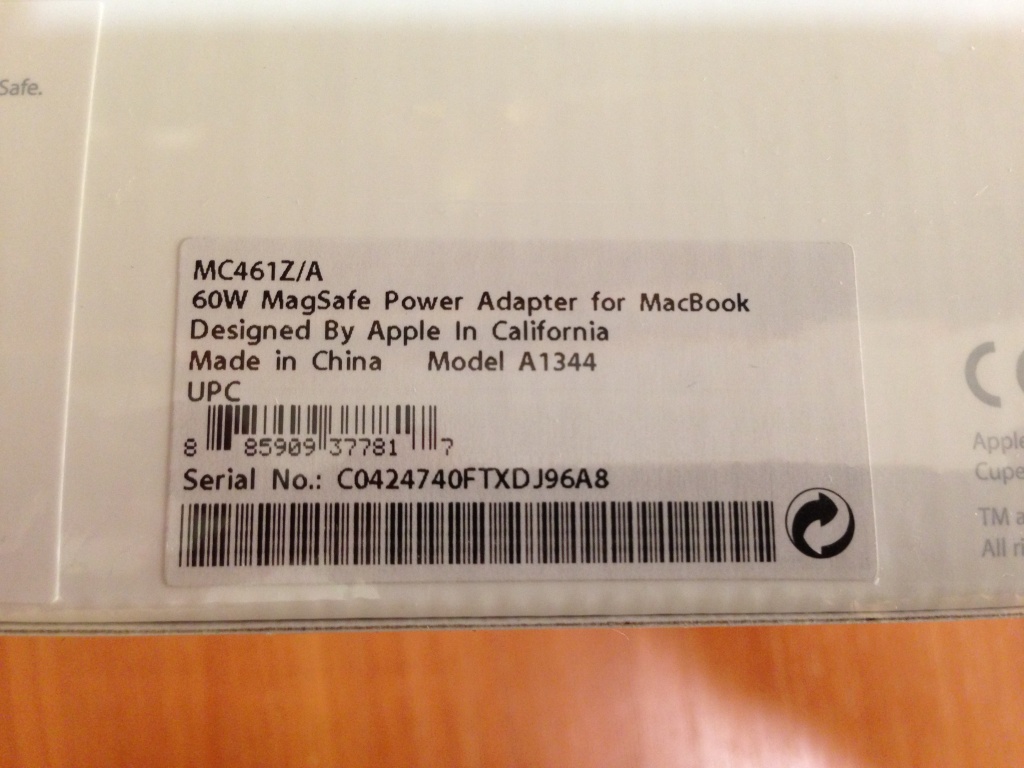 Safe.
MC461Z/A
60W MagSafe Power Adapter for MacBook
Designed By Apple In California
Made in China Model A1344
UPC
8 85909 37781 7
Serial No.: C0424740FTXDJ96A8
Apple
Cupe
TM a
All ri